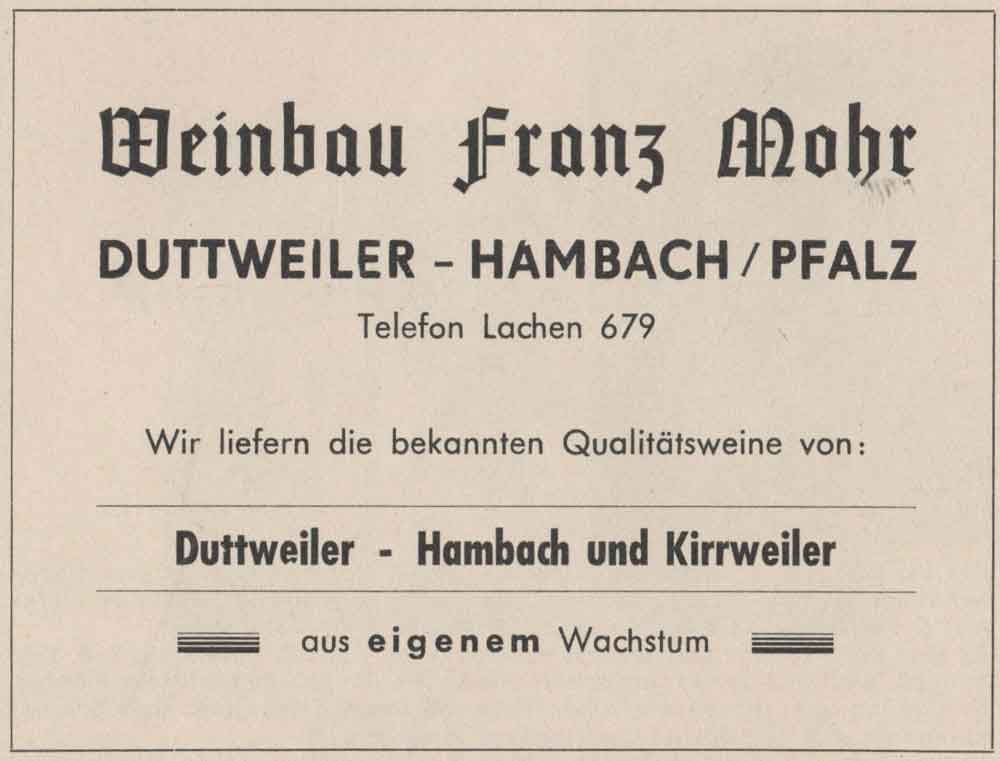 Weinbau Franz Mohr
DUTTWEILER – HAMBACH / PFALZ
Telefon Lachen 679
Wir liefern die bekannten Qualitätsweine von:
Duttweiler - Hambach und Kirrweiler
aus eigenem Wachstum